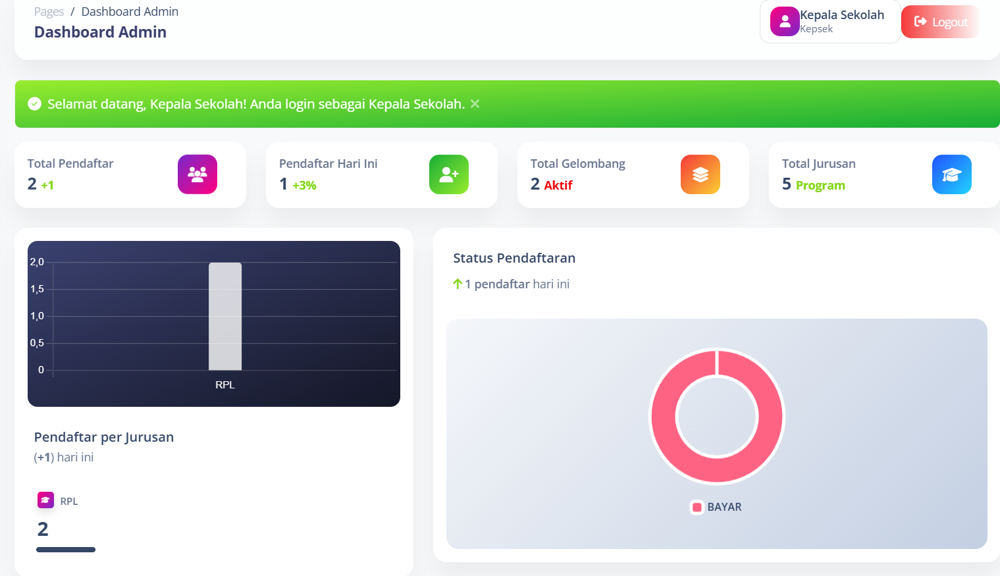 Pages / Dashboard Admin
Dashboard Admin
Kepala Sekolah
Kepsek
Logout
Selamat datang, Kepala Sekolah! Anda login sebagai Kepala Sekolah. ×
Total Pendaftar
2 +1
Pendaftar Hari Ini
1 +3%
Total Gelombang
2 Aktif
Total Jurusan
5 Program
2,0
1,5
1,0
0,5
0
RPL
Pendaftar per Jurusan
(+1) hari ini
RPL
2
Status Pendaftaran
1 pendaftar hari ini
BAYAR